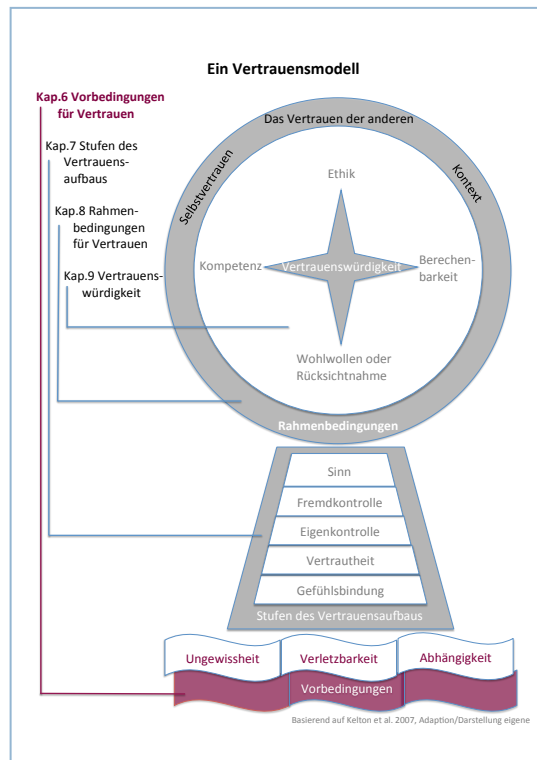 Ein Vertrauensmodell
Kap.6 Vorbedingungen
für Vertrauen
Kap.7 Stufen des
Vertrauens-
aufbaus
Kap.8 Rahmen-
bedingungen
für Vertrauen
Kap.9 Vertrauens-
würdigkeit
Das Vertrauen der anderen
Selbstvertrauen
Kontext
Ethik
Kompetenz
Vertrauenswürdigkeit
Berechen-
barkeit
Wohlwollen oder
Rücksichtnahme
Rahmenbedingungen
Sinn
Fremdkontrolle
Eigenkontrolle
Vertrautheit
Gefühlsbindung
Stufen des Vertrauensaufbaus
Ungewissheit
Verletzbarkeit
Abhängigkeit
Vorbedingungen
Basierend auf Kelton et al. 2007, Adaption/Darstellung eigene